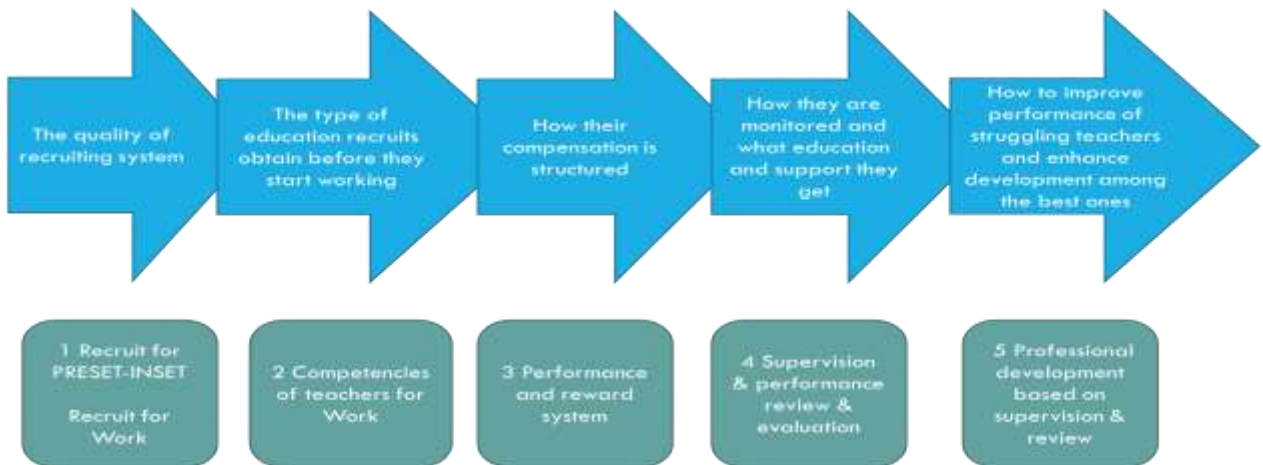 The quality of
recruiting system
The type of
education recruits
obtain before they
start working
How their
compensation is
structured
How they are
monitored and
what education
and support they
get
How to improve
performance of
struggling teachers
and enhance
development among
the best ones
1 Recruit for
PRESET-INSET
Recruit for
Work
2 Competencies
of teachers for
Work
3 Performance
and reward
system
4 Supervision
& performance
review &
evaluation
5 Professional
development
based on
supervision &
review